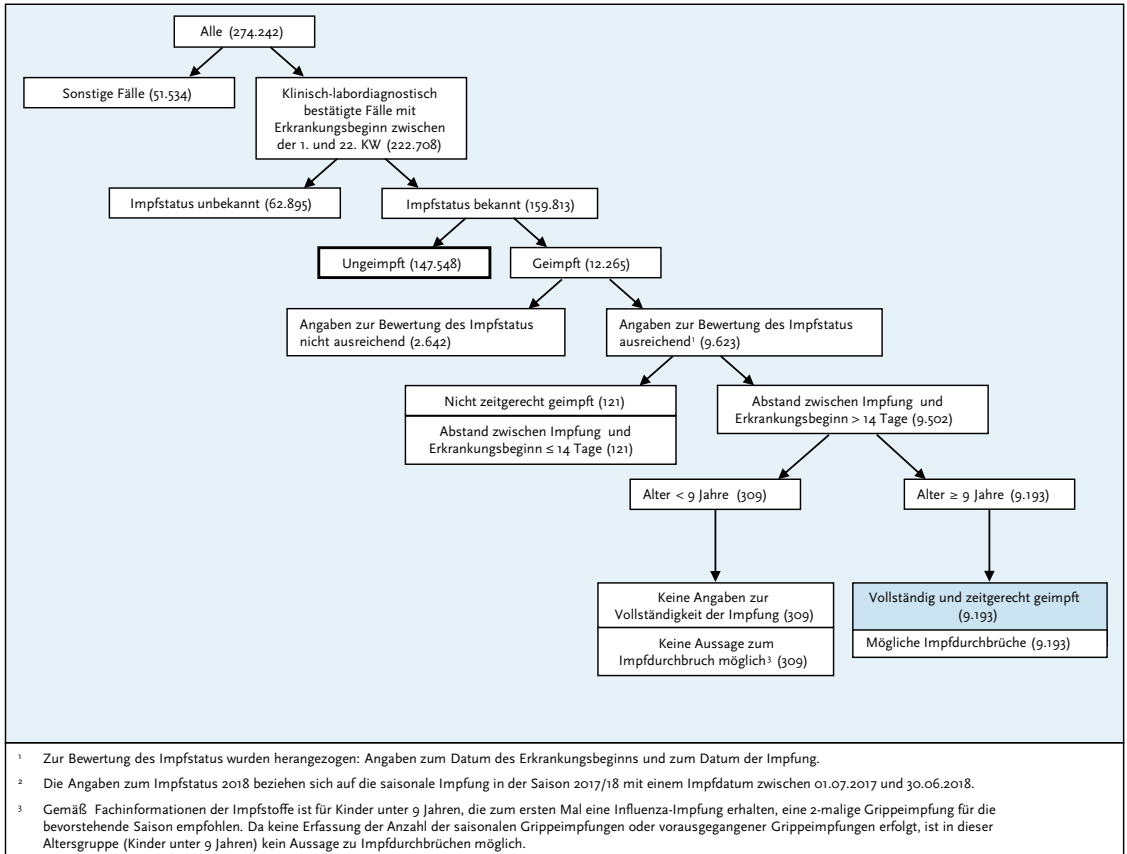 Alle (274.242)
Sonstige Fälle (51.534)
Klinisch-labordiagnostisch
bestätigte Fälle mit
Erkrankungsbeginn zwischen
der 1. und 22. KW (222.708)
Impfstatus unbekannt (62.895)
Impfstatus bekannt (159.813)
Ungeimpft (147.548)
Geimpft (12.265)
Angaben zur Bewertung des Impfstatus
nicht ausreichend (2.642)
Angaben zur Bewertung des Impfstatus
ausreichend¹ (9.623)
Nicht zeitgerecht geimpft (121)
Abstand zwischen Impfung und
Erkrankungsbeginn ≤ 14 Tage (121)
Abstand zwischen Impfung und
Erkrankungsbeginn > 14 Tage (9.502)
Alter < 9 Jahre (309)
Alter ≥ 9 Jahre (9.193)
Keine Angaben zur
Vollständigkeit der Impfung (309)
Keine Aussage zum
Impfdurchbruch möglich³ (309)
Vollständig und zeitgerecht geimpft
(9.193)
Mögliche Impfdurchbrüche (9.193)
¹ Zur Bewertung des Impfstatus wurden herangezogen: Angaben zum Datum des Erkrankungsbeginns und zum Datum der Impfung.
² Die Angaben zum Impfstatus 2018 beziehen sich auf die saisonale Impfung in der Saison 2017/18 mit einem Impfdatum zwischen 01.07.2017 und 30.06.2018.
³ Gemäß Fachinformationen der Impfstoffe ist für Kinder unter 9 Jahren, die zum ersten Mal eine Influenza-Impfung erhalten, eine 2-malige Grippeimpfung für die
bevorstehende Saison empfohlen. Da keine Erfassung der Anzahl der saisonalen Grippeimpfungen oder vorausgegangener Grippeimpfungen erfolgt, ist in dieser
Altersgruppe (Kinder unter 9 Jahren) kein Aussage zu Impfdurchbrüchen möglich.